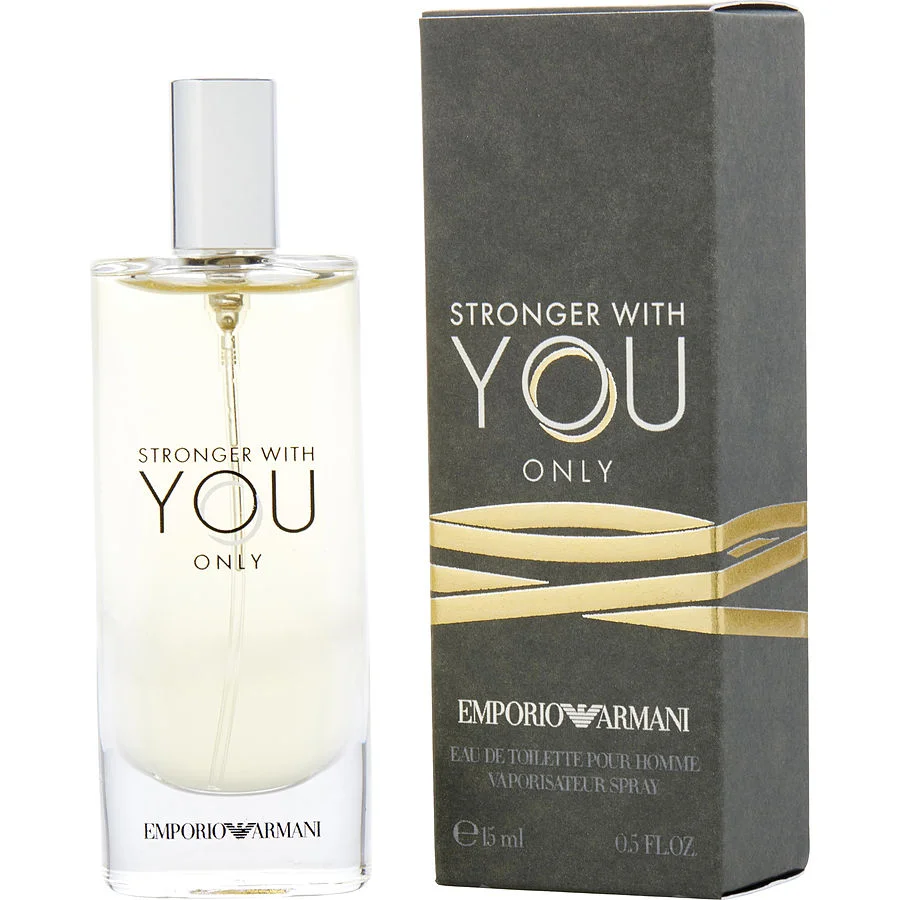 STRONGER WITH
YOU
ONLY
EMPORIO ARMANI
STRONGER WITH
YOU
ONLY
EMPORIO ARMANI
EAU DE TOILETTE POUR HOMME
VAPORISATEUR SPRAY
℮15 ml 0.5 FL.OZ.